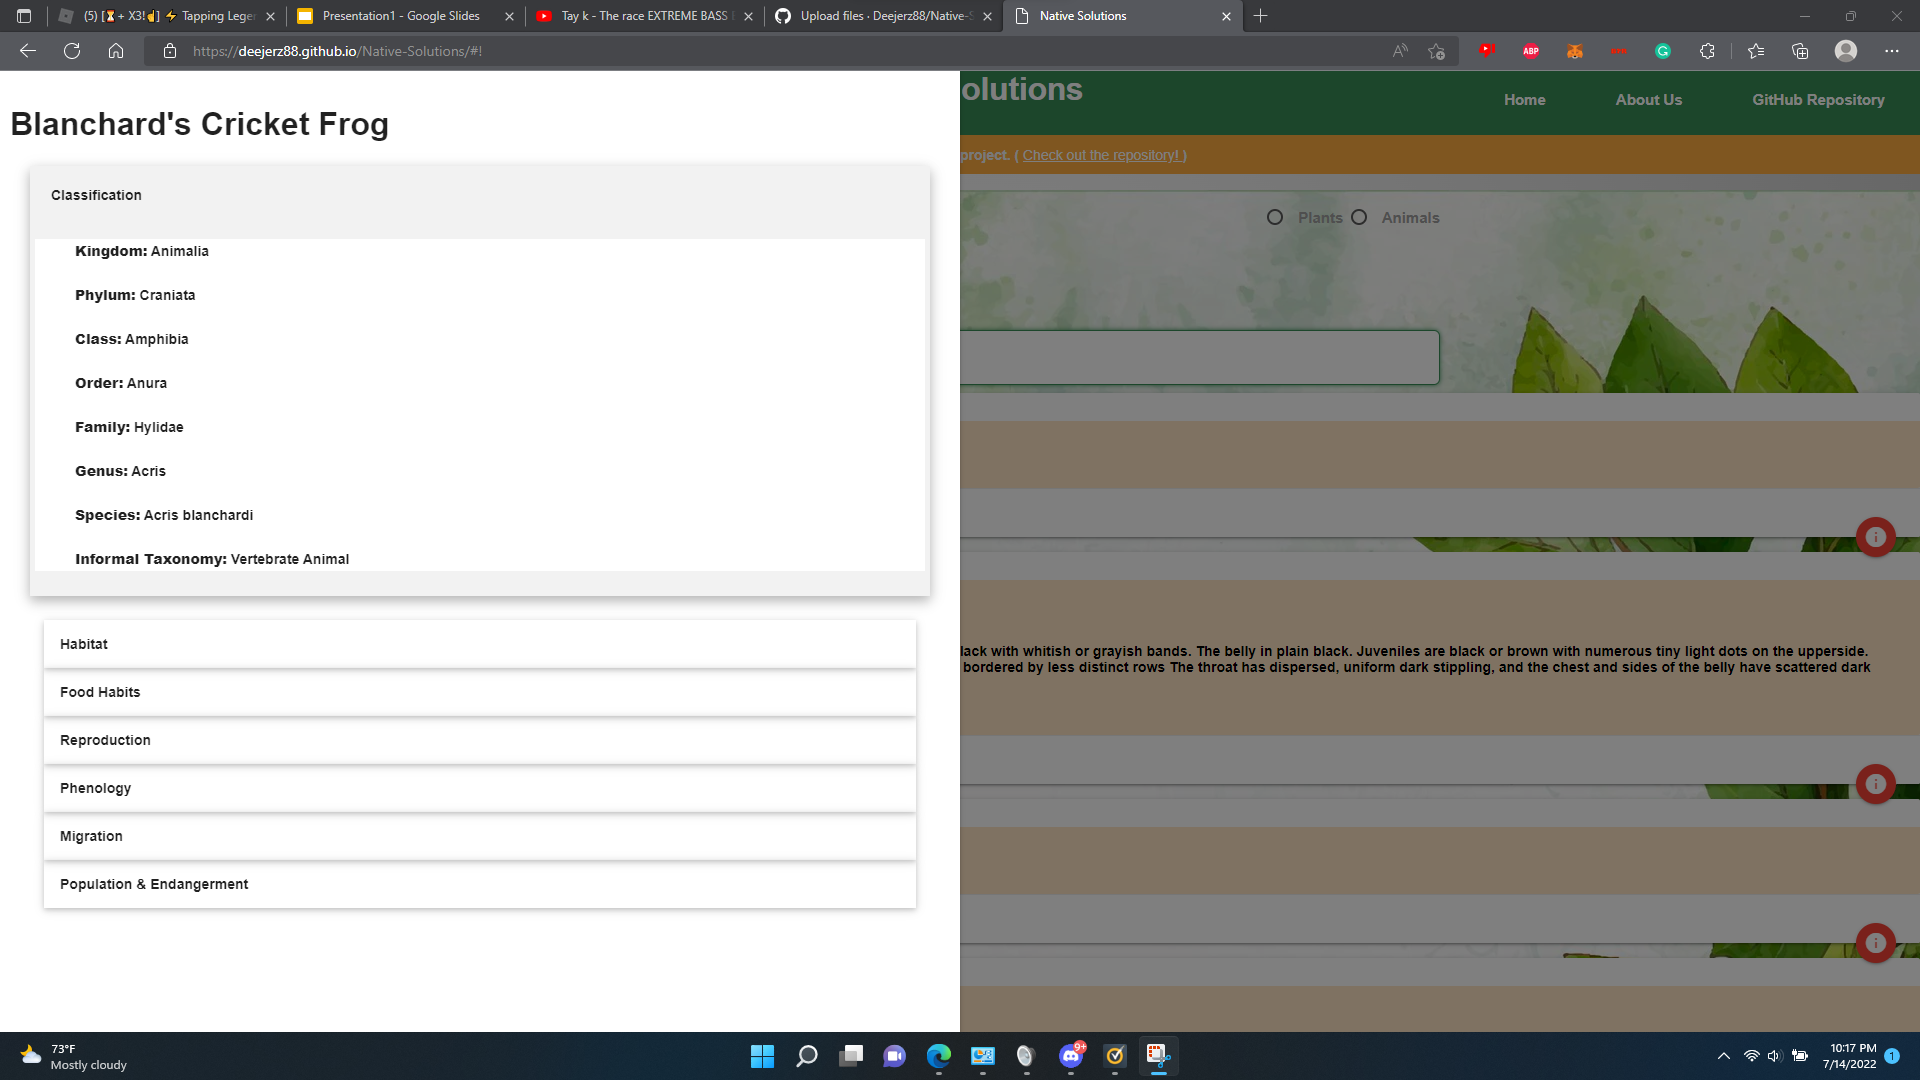 (5) [⏳+ X3!☝] ⚡ Tapping Leger
Presentation1 - Google Slides
Tay k - The race EXTREME BASS
Upload files · Deejerz88/Native-S
Native Solutions
https://deejerz88.github.io/Native-Solutions/#!
ABP
olutions
Home
About Us
GitHub Repository
project. ( Check out the repository! )
Plants
Animals
Blanchard's Cricket Frog
Classification
Kingdom: Animalia
Phylum: Craniata
Class: Amphibia
Order: Anura
Family: Hylidae
Genus: Acris
Species: Acris blanchardi
Informal Taxonomy: Vertebrate Animal
Habitat
Food Habits
Reproduction
Phenology
Migration
Population & Endangerment
lack with whitish or grayish bands. The belly in plain black. Juveniles are black or brown with numerous tiny light dots on the upperside.
bordered by less distinct rows The throat has dispersed, uniform dark stippling, and the chest and sides of the belly have scattered dark
73°F
Mostly cloudy
9+
10:17 PM
7/14/2022
1